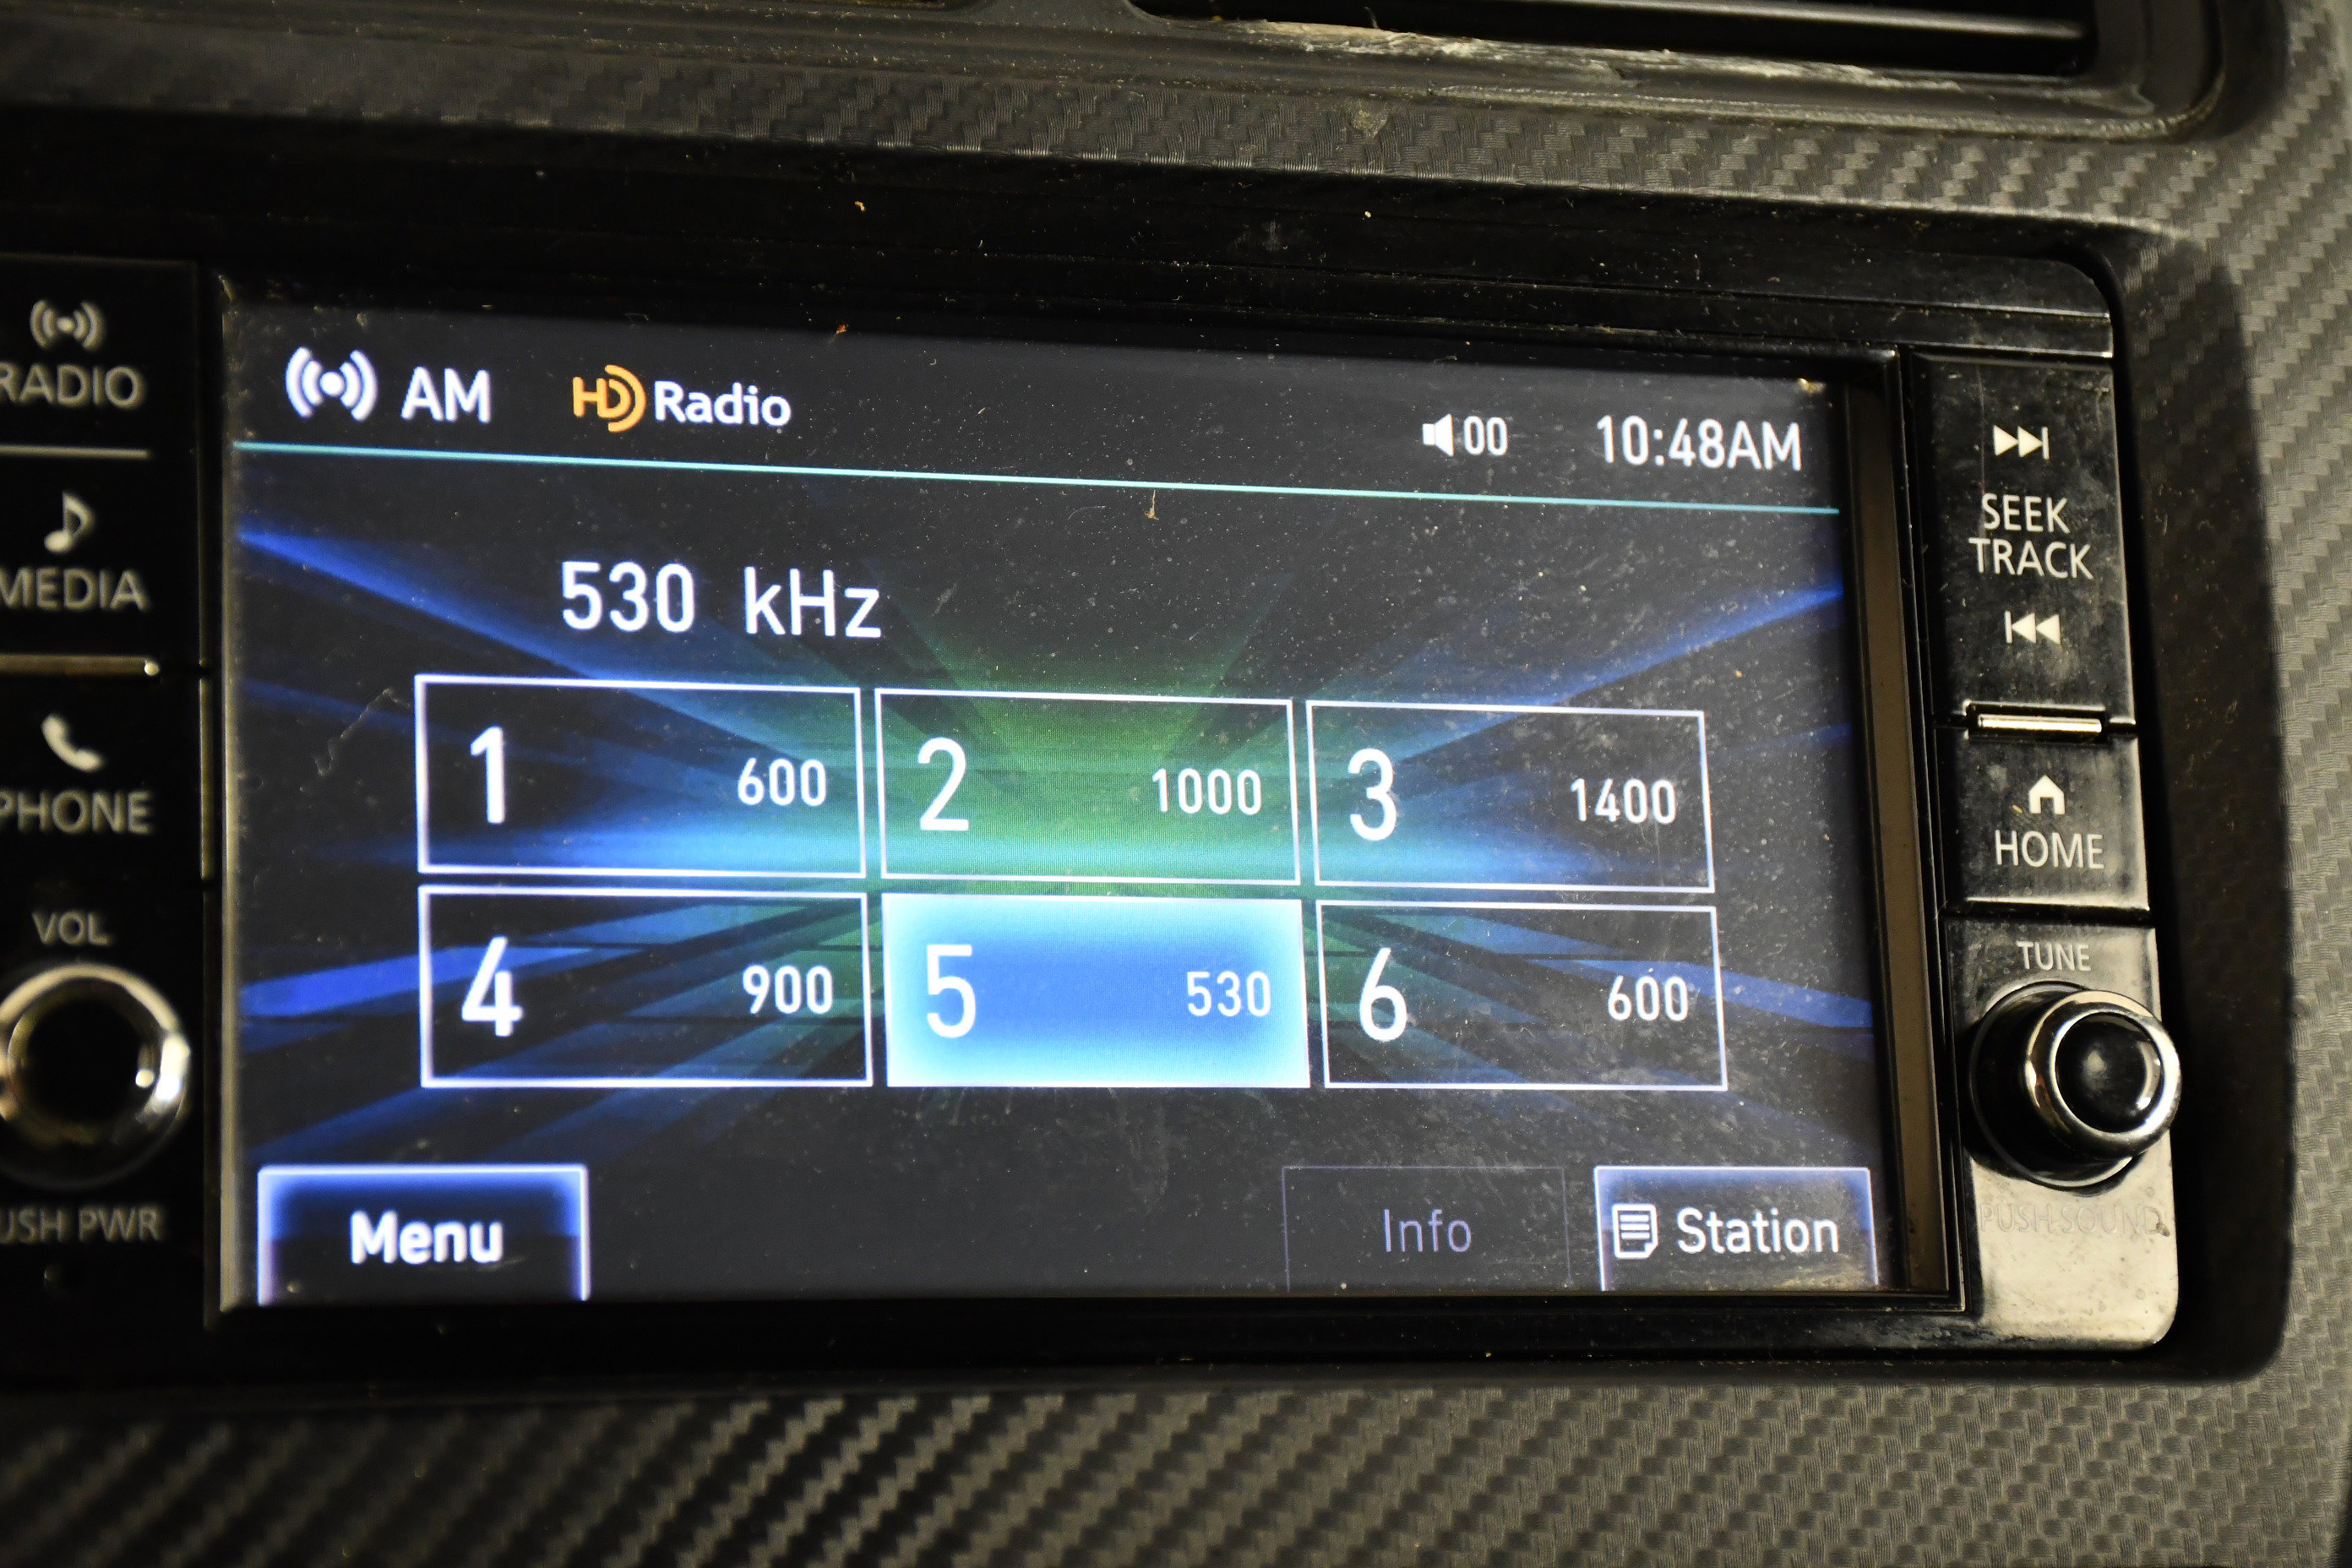 RADIO
MEDIA
PHONE
VOL
USH PWR
AM HD Radio 00 10:48AM
530 kHz
1 600 2 1000 3 1400
4 900 5 530 6 600
Menu Info Station
SEEK
TRACK
HOME
TUNE
PUSH SOUND